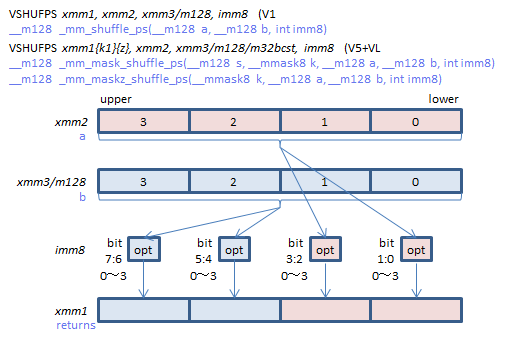 VSHUFPS xmm1, xmm2, xmm3/m128, imm8 (V1
__m128 _mm_shuffle_ps(__m128 a, __m128 b, int imm8)
VSHUFPS xmm1{k1}{z}, xmm2, xmm3/m128/m32bcst, imm8 (V5+VL
__m128 _mm_mask_shuffle_ps(__m128 s, __mmask8 k, __m128 a, __m128 b, int imm8)
__m128 _mm_maskz_shuffle_ps(__mmask8 k, __m128 a, __m128 b, int imm8)
upper lower
xmm2 3 2 1 0
a
xmm3/m128 3 2 1 0
b
imm8 bit opt bit opt bit opt bit opt
7:6 5:4 3:2 1:0
0～3 0～3 0～3 0～3
xmm1
returns